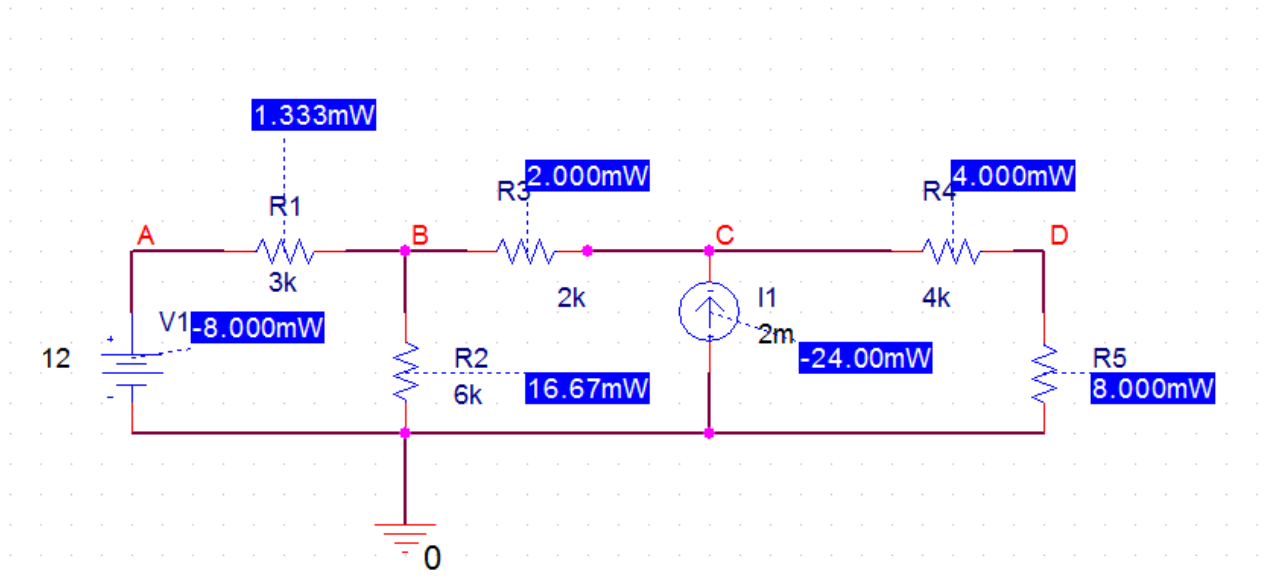 1.333mW
2.000mW
4.000mW
R1
R3
R4
A
B
C
D
3k
2k
4k
I1
2m
V1
-8.000mW
12
+
-
R2
6k
16.67mW
-24.00mW
R5
8.000mW
0